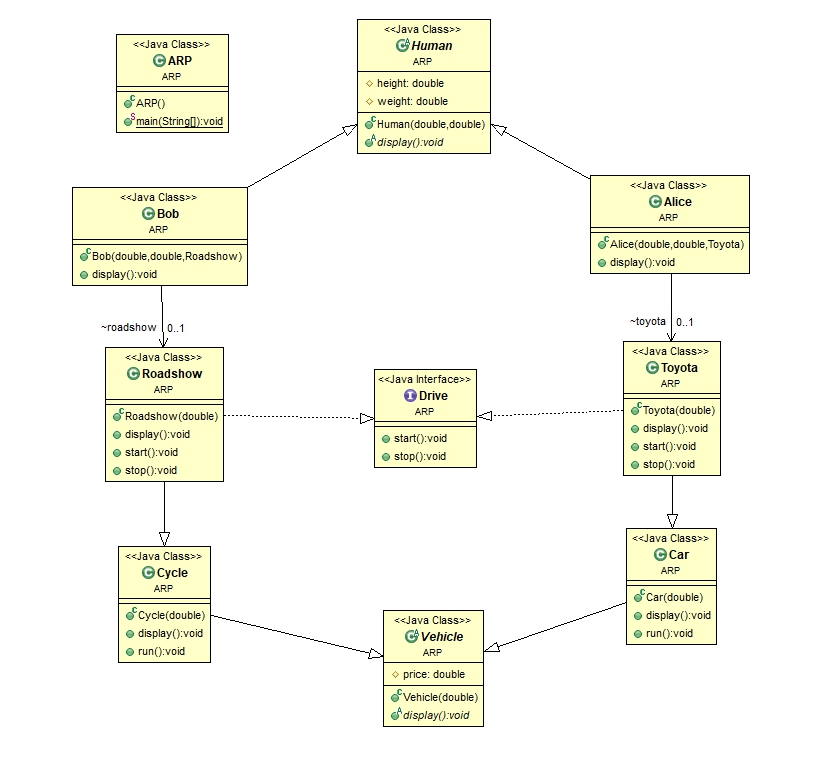 <<Java Class>>
ARP
ARP
ARP()
main(String[]):void
<<Java Class>>
Human
ARP
height: double
weight: double
Human(double,double)
display():void
<<Java Class>>
Bob
ARP
Bob(double,double,Roadshow)
display():void
<<Java Class>>
Alice
ARP
Alice(double,double,Toyota)
display():void
~roadshow 0..1
~toyota 0..1
<<Java Class>>
Roadshow
ARP
Roadshow(double)
display():void
start():void
stop():void
<<Java Interface>>
Drive
ARP
start():void
stop():void
<<Java Class>>
Toyota
ARP
Toyota(double)
display():void
start():void
stop():void
<<Java Class>>
Cycle
ARP
Cycle(double)
display():void
run():void
<<Java Class>>
Vehicle
ARP
price: double
Vehicle(double)
display():void
<<Java Class>>
Car
ARP
Car(double)
display():void
run():void